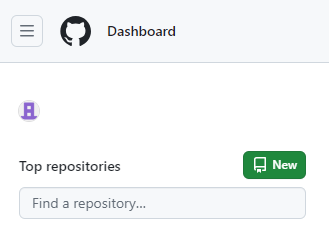 Dashboard
Top repositories
New
Find a repository...